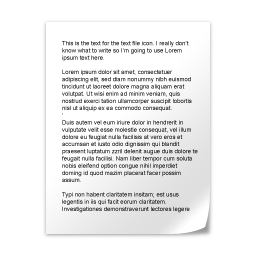 This is the text for the text file icon. I really don't
know what to write so I'm going to use Lorem
ipsum text here.
Lorem ipsum dolor sit amet, consectetuer
adipiscing elit, sed diam nonummy nibh euismod
tincidunt ut laoreet dolore magna aliquam erat
volutpat. Ut wisi enim ad minim veniam, quis
nostrud exerci tation ullamcorper suscipit lobortis
nisl ut aliquip ex ea commodo consequat.
Duis autem vel eum iriure dolor in hendrerit in
vulputate velit esse molestie consequat, vel illum
dolore eu feugiat nulla facilisis at vero eros et
accumsan et iusto odio dignissim qui blandit
praesent luptatum zzril delenit augue duis dolore te
feugait nulla facilisi. Nam liber tempor cum soluta
nobis eleifend option congue nihil imperdiet
doming id quod mazim placerat facer possim
assum.
Typi non habent claritatem insitam; est usus
legentis in iis qui facit eorum claritatem.
Investigationes demonstraverunt lectores legere